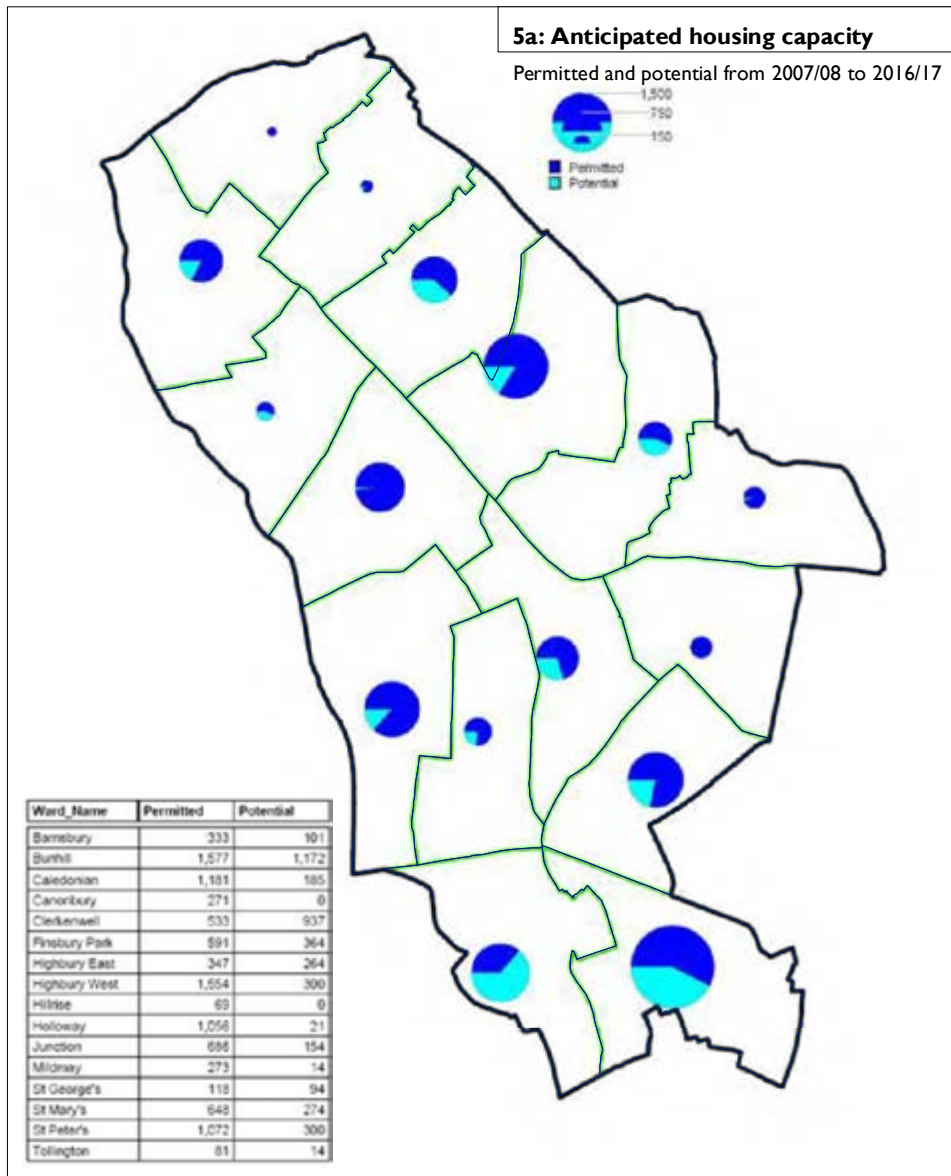 5a: Anticipated housing capacity
Permitted and potential from 2007/08 to 2016/17
1,500
750
150
Permitted
Potential
Ward_Name Permitted Potential
Barnsbury 333 101
Bunhill 1,577 1,172
Caledonian 1,181 185
Canonbury 271 0
Clerkenwell 533 937
Finsbury Park 591 364
Highbury East 347 264
Highbury West 1,554 300
Hillrise 69 0
Holloway 1,056 21
Junction 686 154
Mildmay 273 14
St George's 118 94
St Mary's 648 274
St Peter's 1,072 300
Tollington 81 14